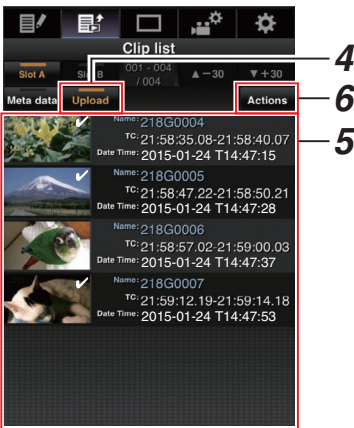 Clip list
4
Slot A
Slot B
001 - 004
/ 004
▲−30
▼+30
Meta data
Upload
Actions
6
5
Name: 218G0004
TC: 21:58:35.08-21:58:40.07
Date Time: 2015-01-24 T14:47:15
Name: 218G0005
TC: 21:58:47.22-21:58:50.21
Date Time: 2015-01-24 T14:47:28
Name: 218G0006
TC: 21:58:57.02-21:59:00.03
Date Time: 2015-01-24 T14:47:37
Name: 218G0007
TC: 21:59:12.19-21:59:14.18
Date Time: 2015-01-24 T14:47:53